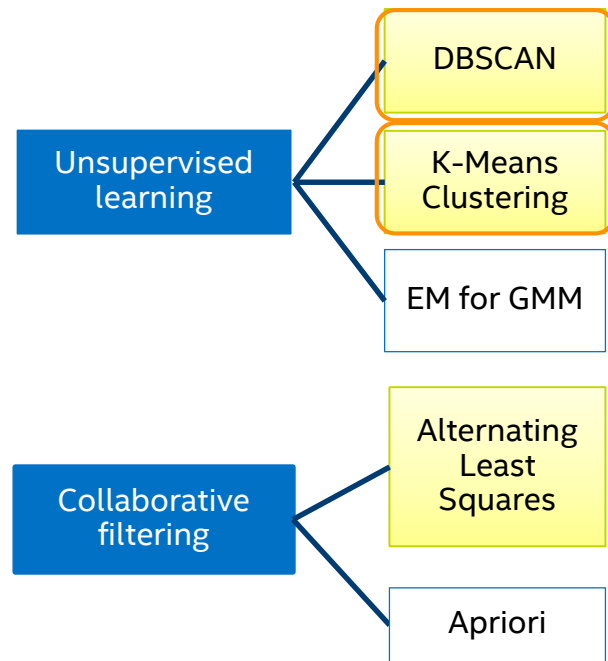 DBSCAN
Unsupervised
learning
K-Means
Clustering
EM for GMM
Alternating
Least
Squares
Collaborative
filtering
Apriori